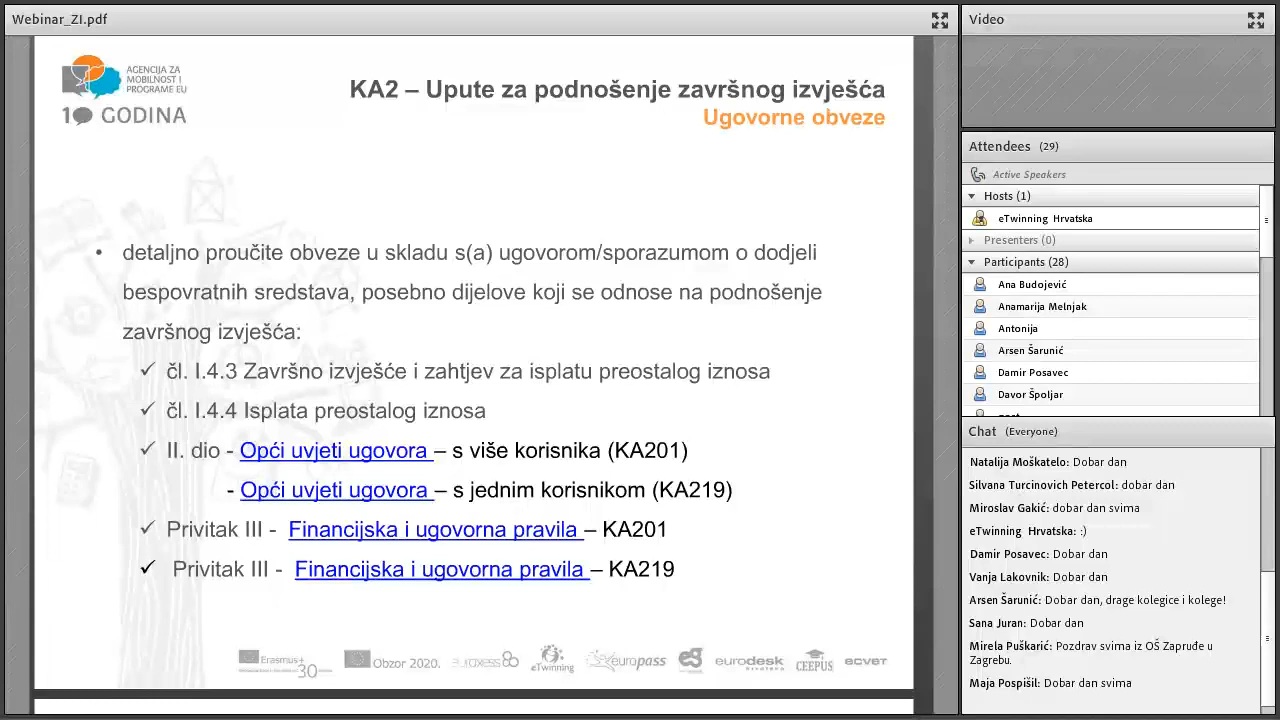 Webinar_ZI.pdf
AGENCIJA ZA
MOBILNOST I
PROGRAME EU
10 GODINA
KA2 – Upute za podnošenje završnog izvješća
Ugovorne obveze
• detaljno proučite obveze u skladu s(a) ugovorom/sporazumom o dodjeli
bespovratnih sredstava, posebno dijelove koji se odnose na podnošenje
završnog izvješća:
✓ čl. I.4.3 Završno izvješće i zahtjev za isplatu preostalog iznosa
✓ čl. I.4.4 Isplata preostalog iznosa
✓ II. dio - Opći uvjeti ugovora – s više korisnika (KA201)
- Opći uvjeti ugovora – s jednim korisnikom (KA219)
✓ Privitak III - Financijska i ugovorna pravila – KA201
✓ Privitak III - Financijska i ugovorna pravila – KA219
Erasmus+
30
Obzor 2020.
euraxess
eTwinning
europass
eurodesk
CEEPUS
ECVET
Video
Attendees (29)
Active Speakers
Hosts (1)
eTwinning Hrvatska
Presenters (0)
Participants (28)
Ana Budojević
Anamarija Melnjak
Antonija
Arsen Šarunić
Damir Posavec
Davor Špoljar
Chat (Everyone)
Natalija Moškatelo: Dobar dan
Silvana Turcinovich Petercol: dobar dan
Miroslav Gakić: dobar dan svima
eTwinning Hrvatska: :)
Damir Posavec: Dobar dan
Vanja Lakovnik: Dobar dan
Arsen Šarunić: Dobar dan, drage kolegice i kolege!
Sana Juran: Dobar dan
Mirela Puškarić: Pozdrav svima iz OŠ Zapruđe u
Zagrebu.
Maja Pospišil: Dobar dan svima